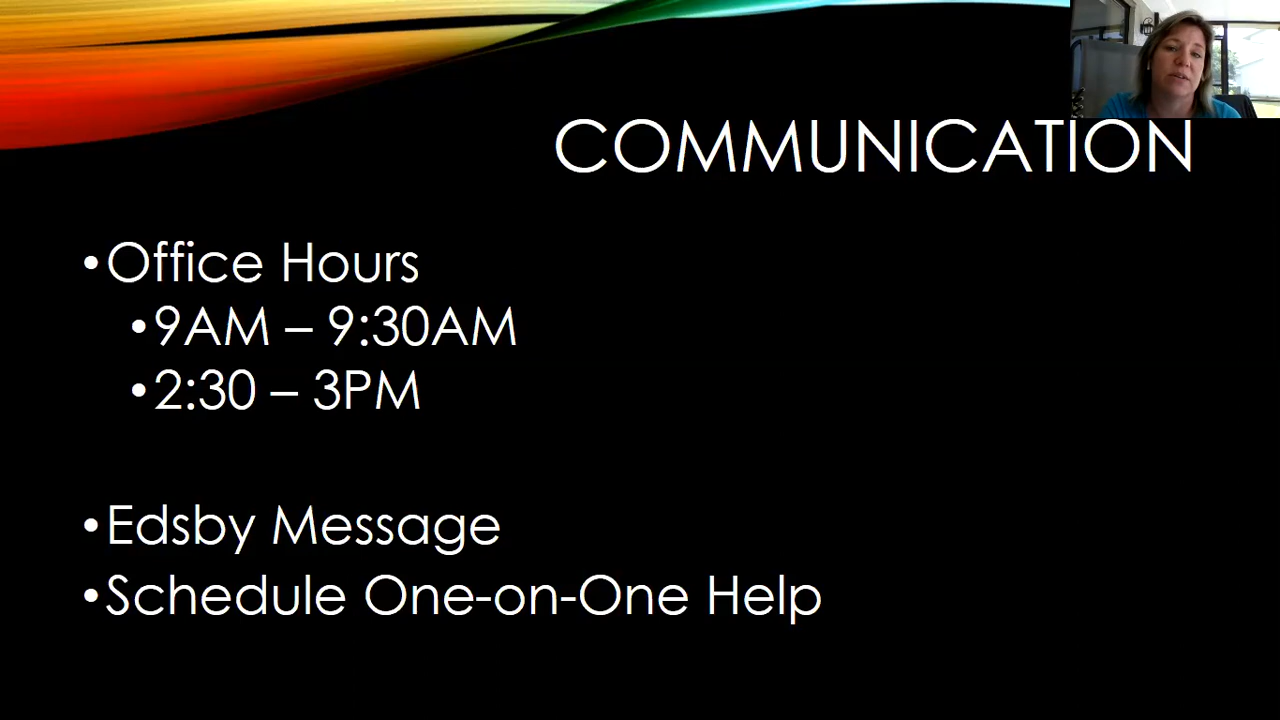 COMMUNICATION
•Office Hours
•9AM – 9:30AM
•2:30 – 3PM
•Edsby Message
•Schedule One-on-One Help